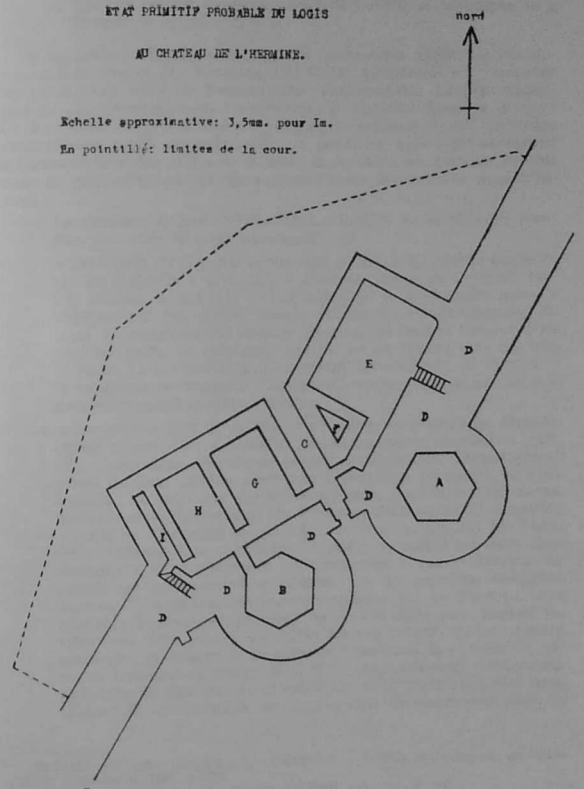 ETAT PRIMITIF PROBABLE DU LOGIS
nord
AU CHATEAU DE L'HERMINE.
Echelle approximative: 3,5mm. pour Im.
En pointillé: limites de la cour.
D
E
D
F
C
A
G
D
H
D
I
D
B
D